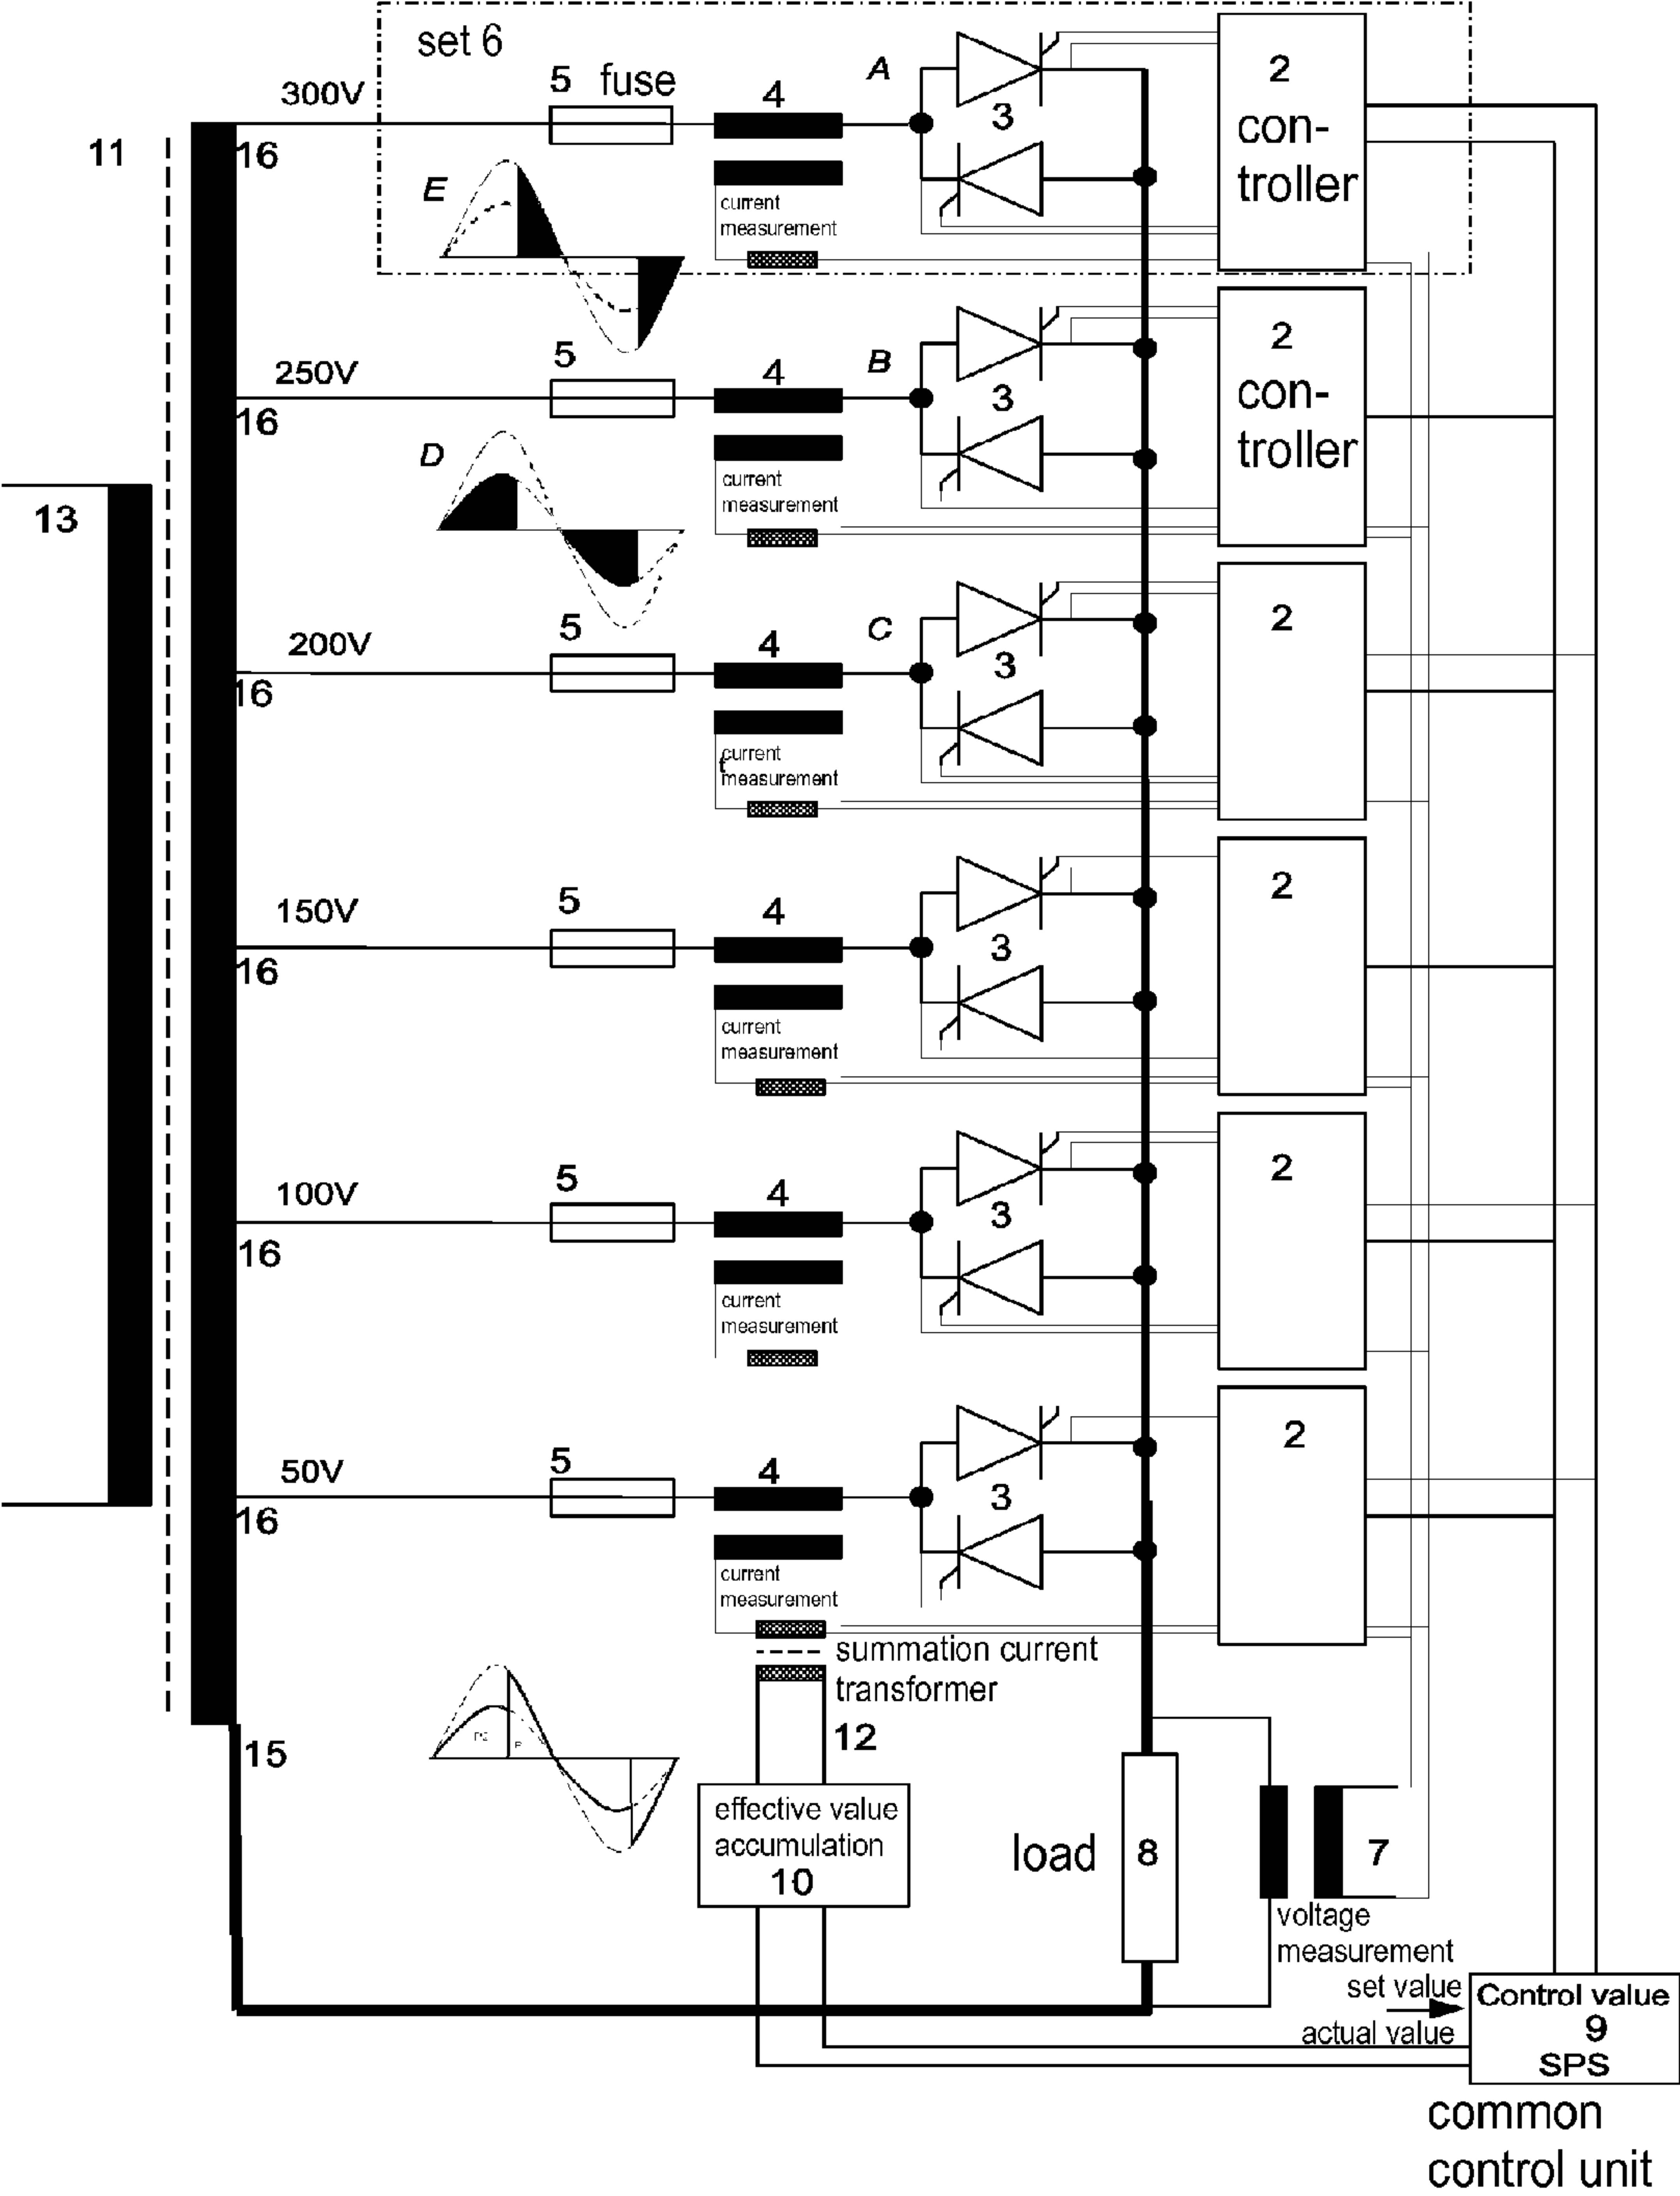 set 6
300V
5 fuse
4
A
3
2
con-
troller
11
16
E
current
measurement
250V
5
4
B
3
2
con-
troller
16
D
current
measurement
13
200V
5
4
C
3
2
16
current
t
measurement
150V
5
4
3
2
16
current
measurement
100V
5
4
3
2
16
current
measurement
50V
5
4
3
2
16
current
measurement
summation current
transformer
12
15
effective value
accumulation
10
load
8
7
voltage
measurement
set value
actual value
Control value
9
SPS
common
control unit